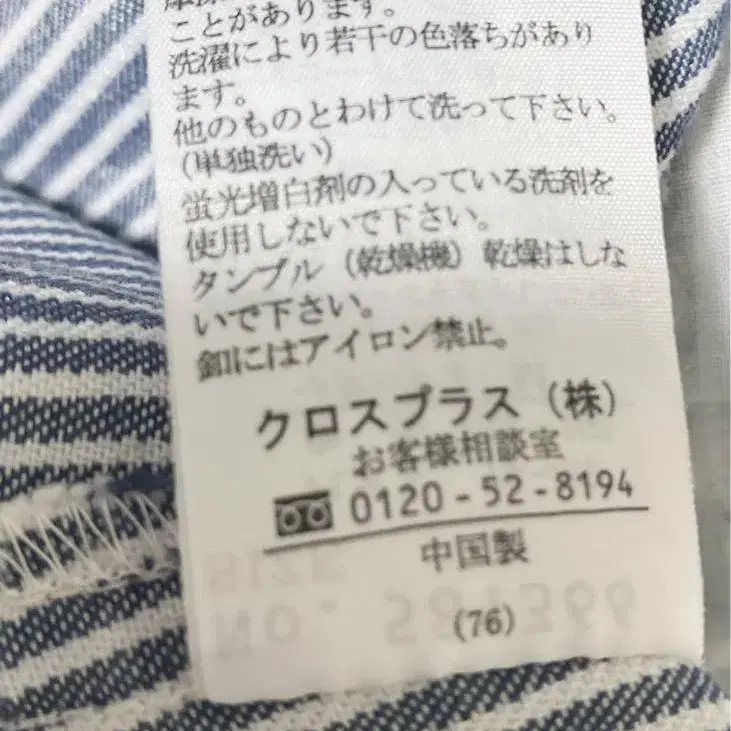 ことがあります。
洗濯により若干の色落ちがあり
ます。
他のものとわけて洗って下さい。
(単独洗い)
蛍光増白剤の入っている洗剤を
使用しないで下さい。
タンブル（乾燥機）乾燥はしな
いで下さい。
釦にはアイロン禁止。
クロスプラス（株）
お客様相談室
0120-52-8194
中国製
(76)